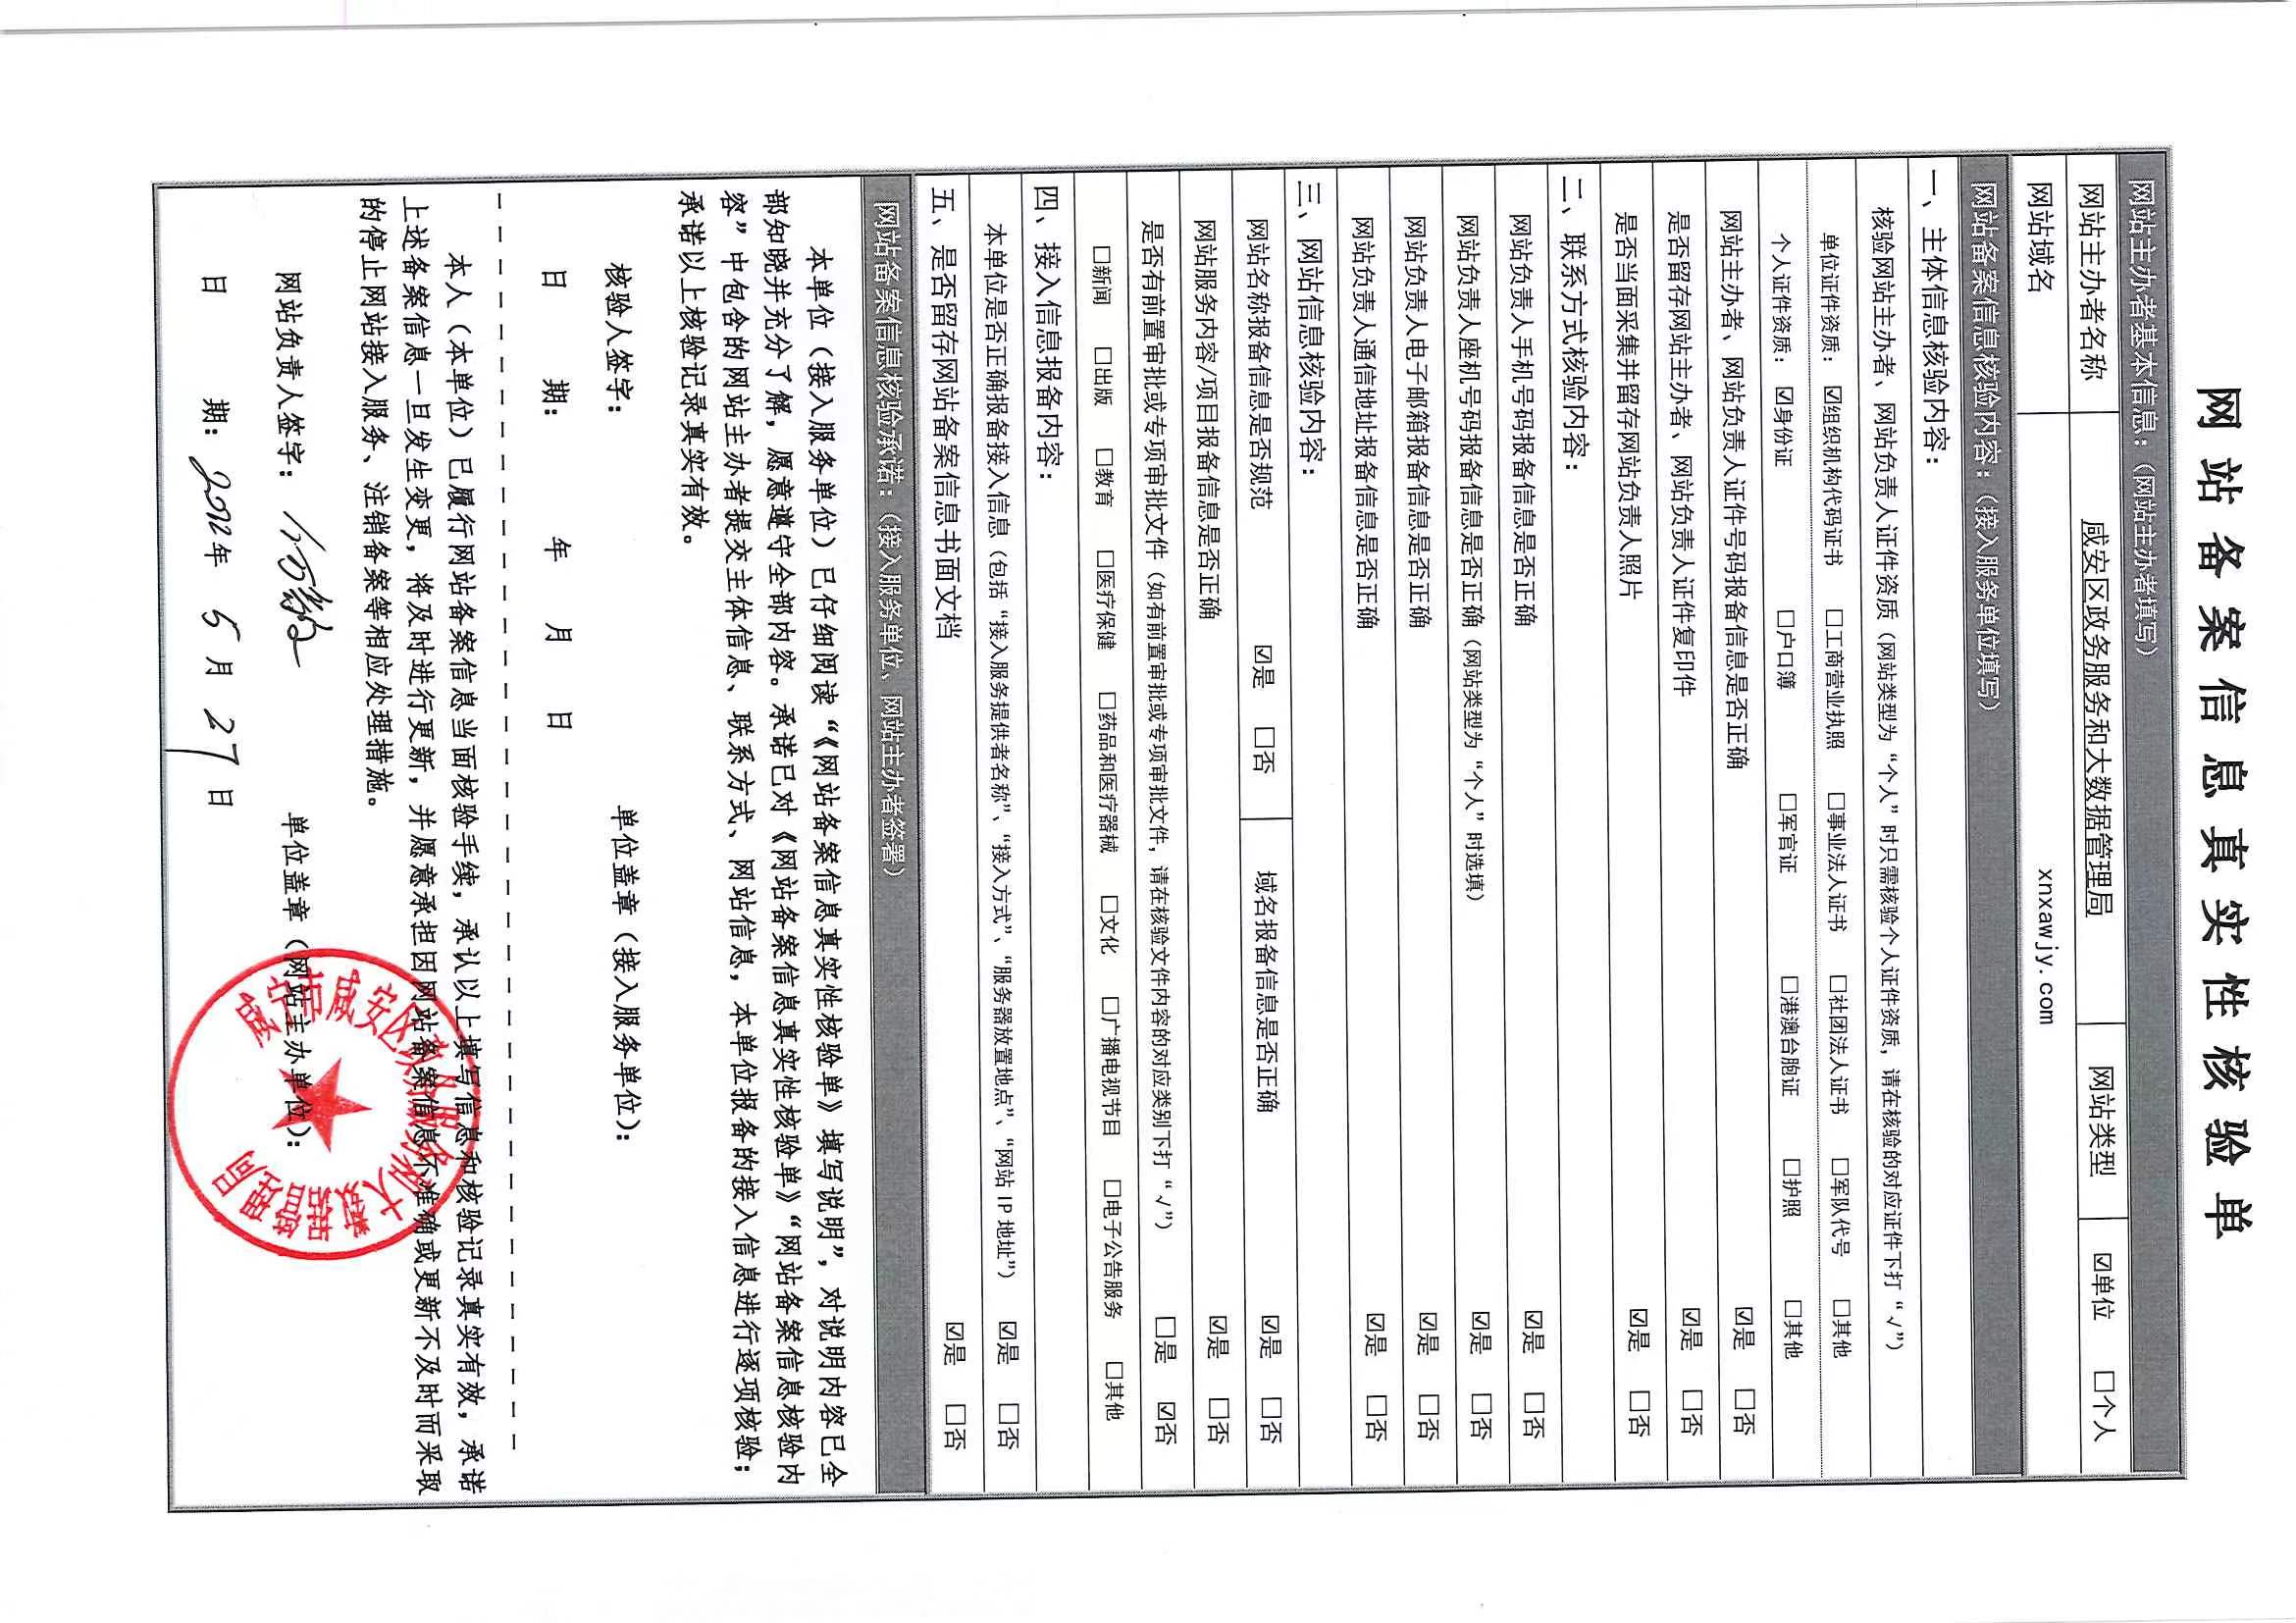 网站备案信息真实性核验单
网站主办者基本信息：（网站主办者填写）
网站主办者名称 咸安区政务服务和大数据管理局 网站类型 ☑单位 □个人
网站域名 xnxawjy.com
网站备案信息核验内容：（接入服务单位填写）
一、主体信息核验内容：
核验网站主办者、网站负责人证件资质（网站类型为“个人”时只需核验个人证件资质，请在核验的对应证件下打“√”）
单位证件资质： ☑组织机构代码证书 □工商营业执照 □事业法人证书 □社团法人证书 □军队代号 □其他
个人证件资质： ☑身份证 □户口簿 □军官证 □港澳台胞证 □护照 □其他
网站主办者、网站负责人证件号码报备信息是否正确 ☑是 □否
是否留存网站主办者、网站负责人证件复印件 ☑是 □否
是否当面采集并留存网站负责人照片 ☑是 □否
二、联系方式核验内容：
网站负责人手机号码报备信息是否正确 ☑是 □否
网站负责人座机号码报备信息是否正确（网站类型为“个人”时选填） ☑是 □否
网站负责人电子邮箱报备信息是否正确 ☑是 □否
网站负责人通信地址报备信息是否正确 ☑是 □否
三、网站信息核验内容：
网站名称报备信息是否规范 ☑是 □否 域名报备信息是否正确 ☑是 □否
网站服务内容/项目报备信息是否正确 ☑是 □否
是否有前置审批或专项审批文件（如有前置审批或专项审批文件，请在核验文件内容的对应类别下打“√”） □是 ☑否
□新闻 □出版 □教育 □医疗保健 □药品和医疗器械 □文化 □广播电视节目 □电子公告服务 □其他
四、接入信息报备内容：
本单位是否正确报备接入信息（包括“接入服务提供者名称”、“接入方式”、“服务器放置地点”、“网站 IP 地址”） ☑是 □否
五、是否留存网站备案信息书面文档 ☑是 □否
网站备案信息核验承诺：（接入服务单位、网站主办者签署）
本单位（接入服务单位）已仔细阅读“《网站备案信息真实性核验单》填写说明”，对说明内容已全
部知晓并充分了解，愿意遵守全部内容。承诺已对《网站备案信息真实性核验单》“网站备案信息核验内
容”中包含的网站主办者提交主体信息、联系方式、网站信息，本单位报备的接入信息进行逐项核验；
承诺以上核验记录真实有效。
核验人签字： 单位盖章（接入服务单位）：
日 期： 年 月 日
本人（本单位）已履行网站备案信息当面核验手续，承认以上填写信息和核验记录真实有效，承诺
上述备案信息一旦发生变更，将及时进行更新，并愿意承担因网站备案信息不准确或更新不及时而采取
的停止网站接入服务、注销备案等相应处理措施。
网站负责人签字： 单位盖章（网站主办单位）：
日 期： 年 5 月 27 日
咸宁市咸安区政务服务和大数据管理局